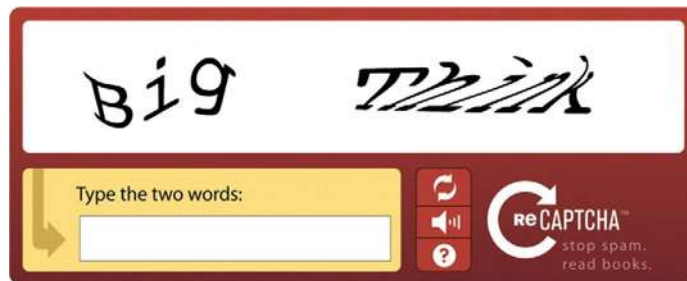 Big Think
Type the two words:
reCAPTCHA™
stop spam.
read books.